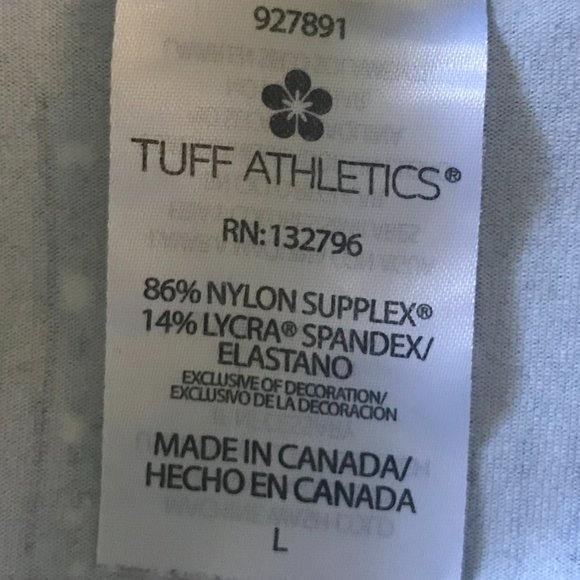 927891
TUFF ATHLETICS®
RN:132796
86% NYLON SUPPLEX®
14% LYCRA® SPANDEX/
ELASTANO
EXCLUSIVE OF DECORATION/
EXCLUSIVO DE LA DECORACION
MADE IN CANADA/
HECHO EN CANADA
L